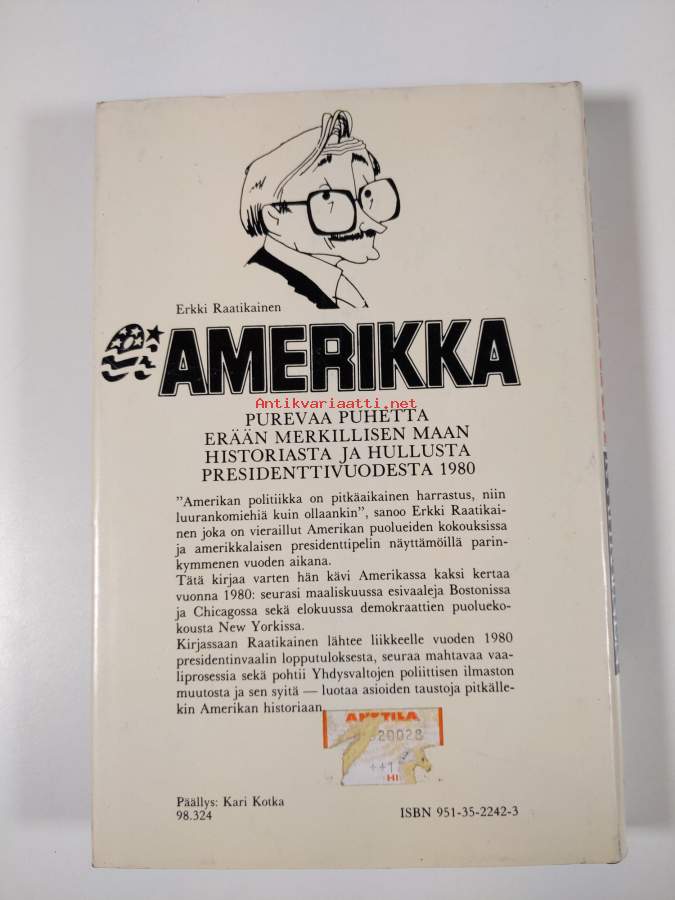 Erkki Raatikainen
AMERIKKA
Antikvariaatti.net
PUREVAA PUHETTA
ERÄÄN MERKILLISEN MAAN
HISTORIASTA JA HULLUSTA
PRESIDENTTIVUODESTA 1980
"Amerikan politiikka on pitkäaikainen harrastus, niin
luurankomiehiä kuin ollaankin", sanoo Erkki Raatikai-
nen joka on vieraillut Amerikan puolueiden kokouksissa
ja amerikkalaisen presidenttipelin näyttämöillä parin-
kymmenen vuoden aikana.
Tätä kirjaa varten hän kävi Amerikassa kaksi kertaa
vuonna 1980: seurasi maaliskuussa esivaaleja Bostonissa
ja Chicagossa sekä elokuussa demokraattien puolueko-
kousta New Yorkissa.
Kirjassaan Raatikainen lähtee liikkeelle vuoden 1980
presidentinvaalin lopputuloksesta, seuraa mahtavaa vaa-
liprosessia sekä pohtii Yhdysvaltojen poliittisen ilmaston
muutosta ja sen syitä — luotaa asioiden taustoja pitkälle-
kin Amerikan historiaan.
20028
HI
Päällys: Kari Kotka
98.324
ISBN 951-35-2242-3